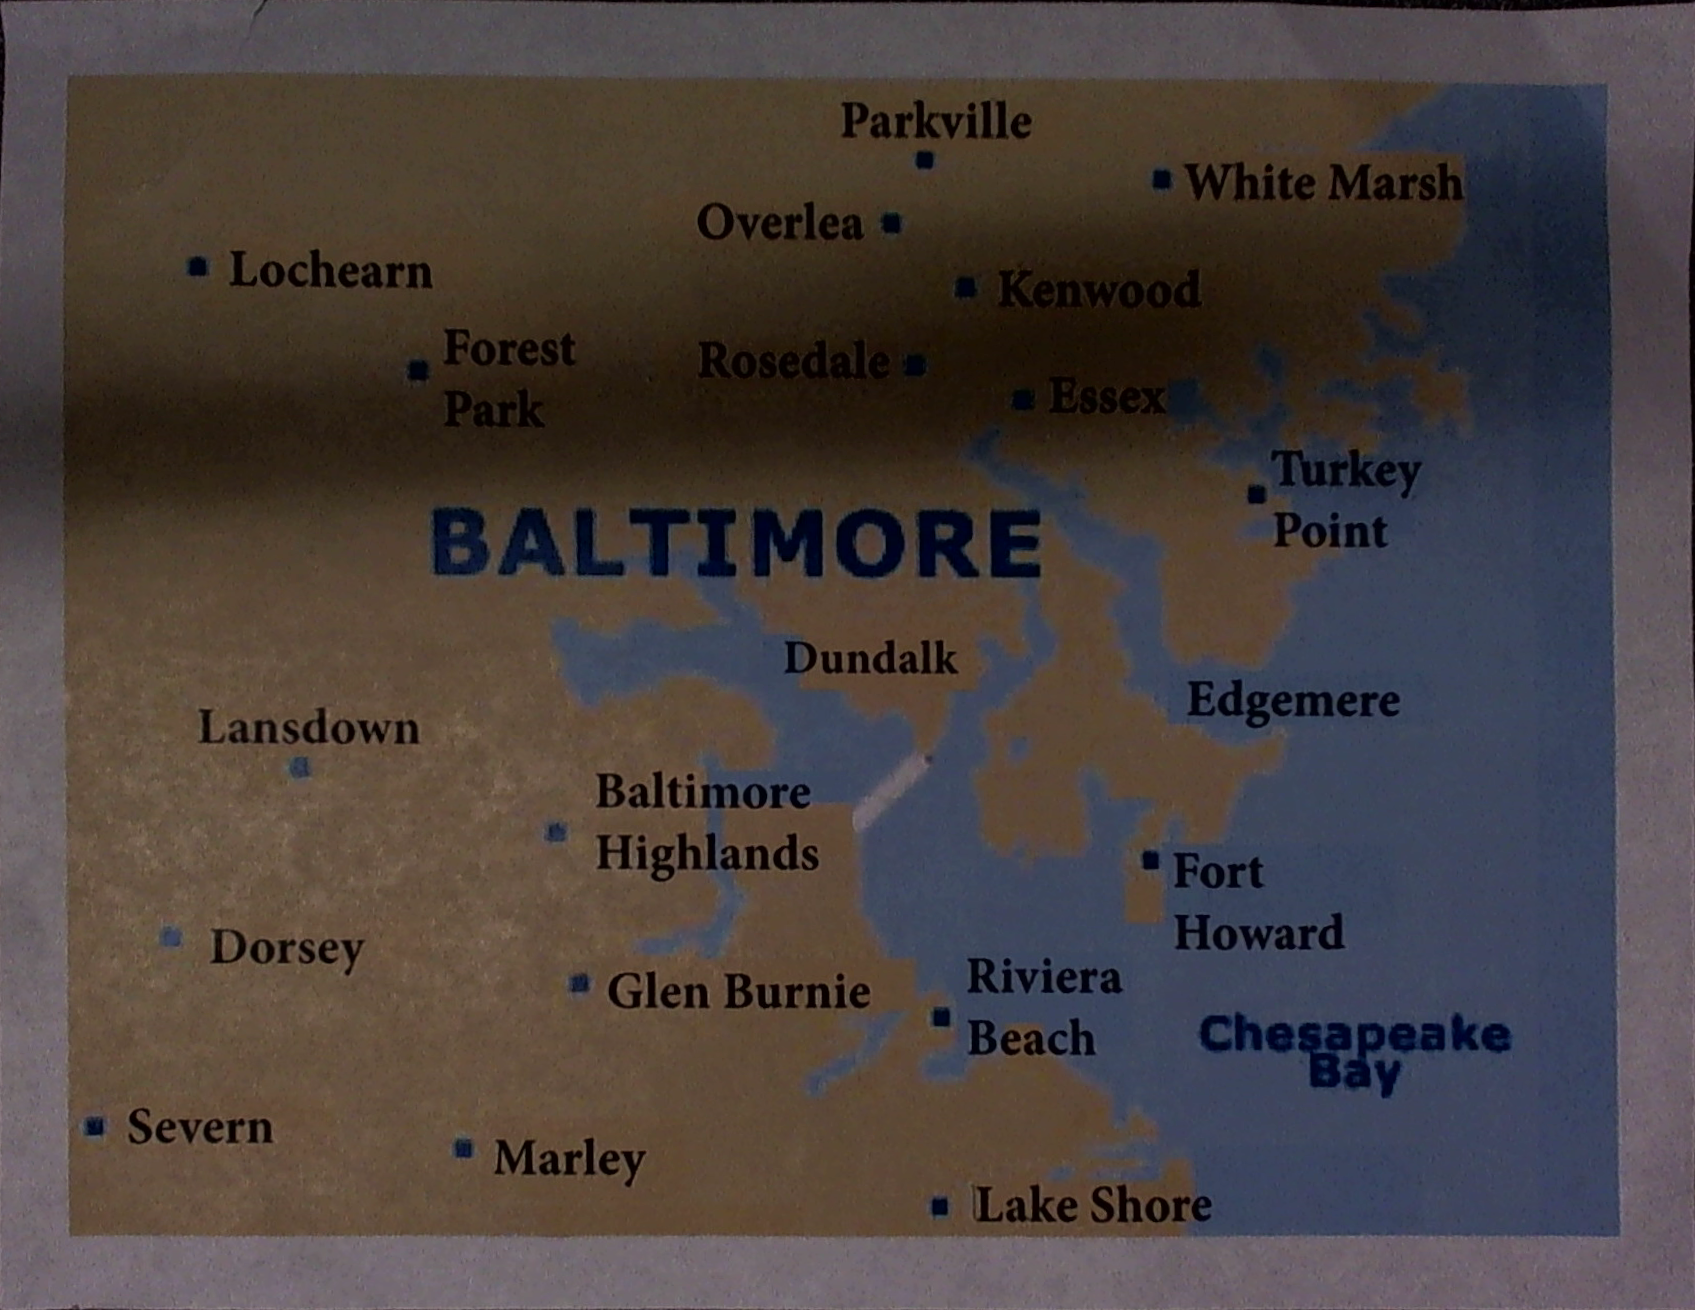 Parkville
White Marsh
Overlea
Lochearn
Kenwood
Forest
Park
Rosedale
Essex
Turkey
Point
BALTIMORE
Dundalk
Edgemere
Lansdown
Baltimore
Highlands
Fort
Howard
Dorsey
Glen Burnie
Riviera
Beach
Chesapeake
Bay
Severn
Marley
Lake Shore